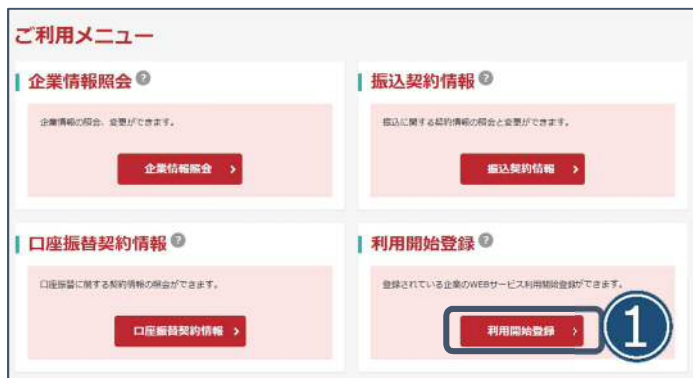 ご利用メニュー
企業情報照会 ?
企業情報の照会、変更ができます。
企業情報照会 >
振込契約情報 ?
振込に関する契約情報の照会と変更ができます。
振込契約情報 >
口座振替契約情報 ?
口座振替に関する契約情報の照会ができます。
口座振替契約情報 >
利用開始登録 ?
登録されている企業のWEBサービス利用開始登録ができます。
利用開始登録 >
1